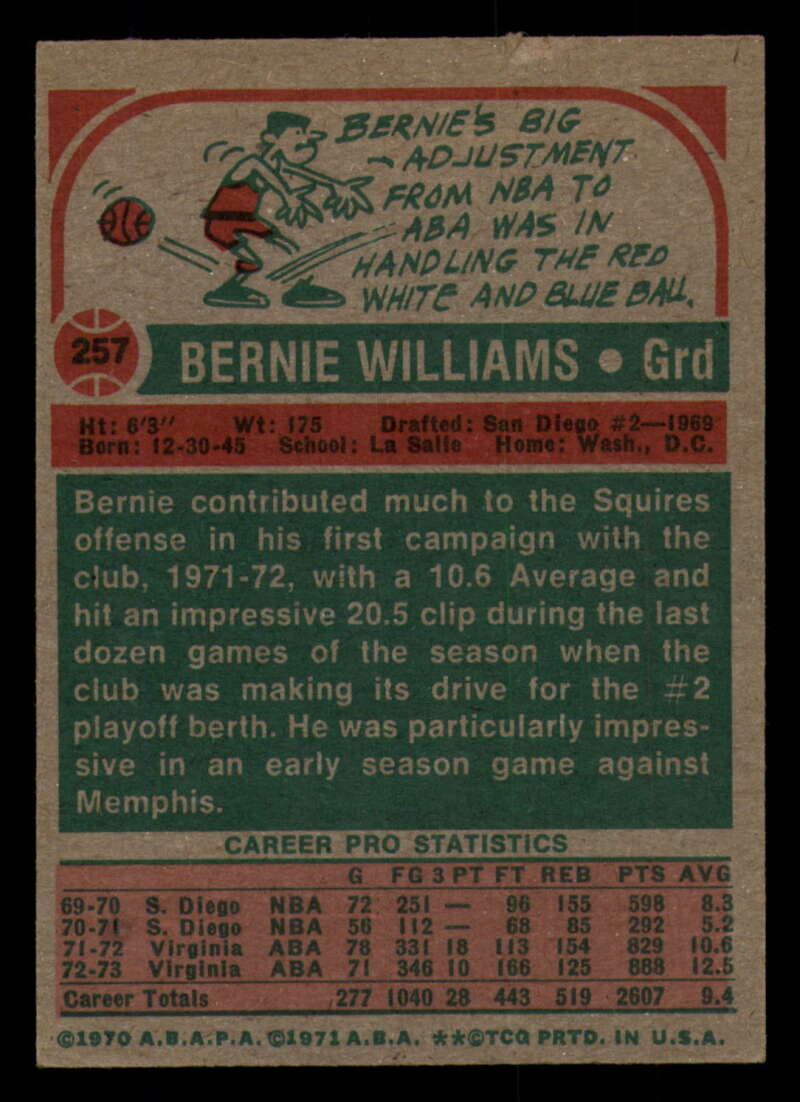 BERNIE'S BIG
ADJUSTMENT
FROM NBA TO
ABA WAS IN
HANDLING THE RED
WHITE AND BLUE BALL.
257
BERNIE WILLIAMS • Grd
Ht: 6'3" Wt: 175 Drafted: San Diego #2—1969
Born: 12-30-45 School: La Salle Home: Wash., D.C.
Bernie contributed much to the Squires
offense in his first campaign with the
club, 1971-72, with a 10.6 Average and
hit an impressive 20.5 clip during the last
dozen games of the season when the
club was making its drive for the #2
playoff berth. He was particularly impres-
sive in an early season game against
Memphis.
CAREER PRO STATISTICS
G FG 3 PT FT REB PTS AVG
69-70 S. Diego NBA 72 251 — 96 155 598 8.3
70-71 S. Diego NBA 56 112 — 68 85 292 5.2
71-72 Virginia ABA 78 331 18 113 154 829 10.6
72-73 Virginia ABA 71 346 10 166 125 888 12.5
Career Totals 277 1040 28 443 519 2607 9.4
©1970 A.B.A.P.A. ©1971 A.B.A. **©TCG PRTD. IN U.S.A.